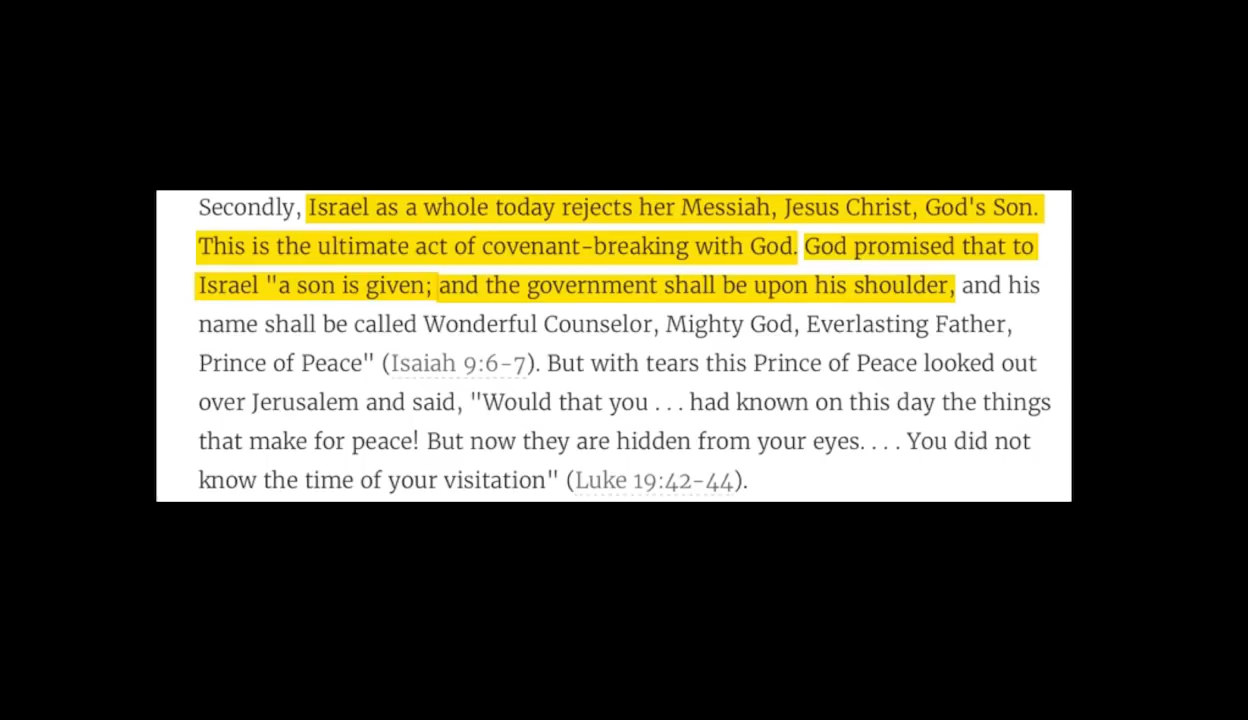 Secondly, Israel as a whole today rejects her Messiah, Jesus Christ, God's Son.
This is the ultimate act of covenant-breaking with God. God promised that to
Israel "a son is given; and the government shall be upon his shoulder, and his
name shall be called Wonderful Counselor, Mighty God, Everlasting Father,
Prince of Peace" (Isaiah 9:6-7). But with tears this Prince of Peace looked out
over Jerusalem and said, "Would that you . . . had known on this day the things
that make for peace! But now they are hidden from your eyes. . . . You did not
know the time of your visitation" (Luke 19:42-44).